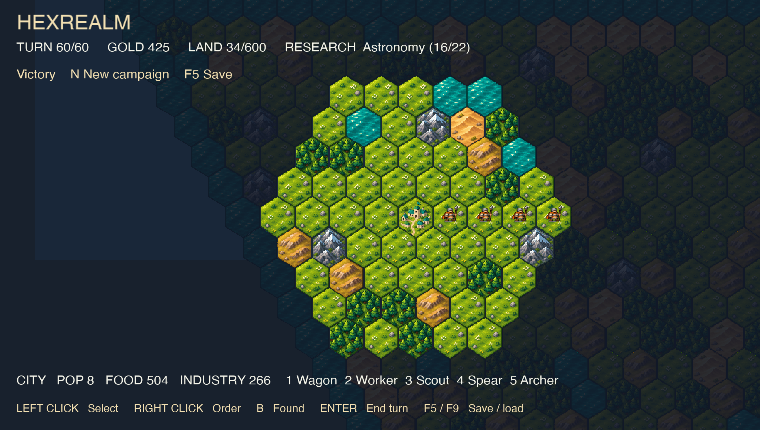 HEXREALM
TURN 60/60 GOLD 425 LAND 34/600 RESEARCH Astronomy (16/22)
Victory N New campaign F5 Save
CITY POP 8 FOOD 504 INDUSTRY 266 1 Wagon 2 Worker 3 Scout 4 Spear 5 Archer
LEFT CLICK Select RIGHT CLICK Order B Found ENTER End turn F5 / F9 Save / load